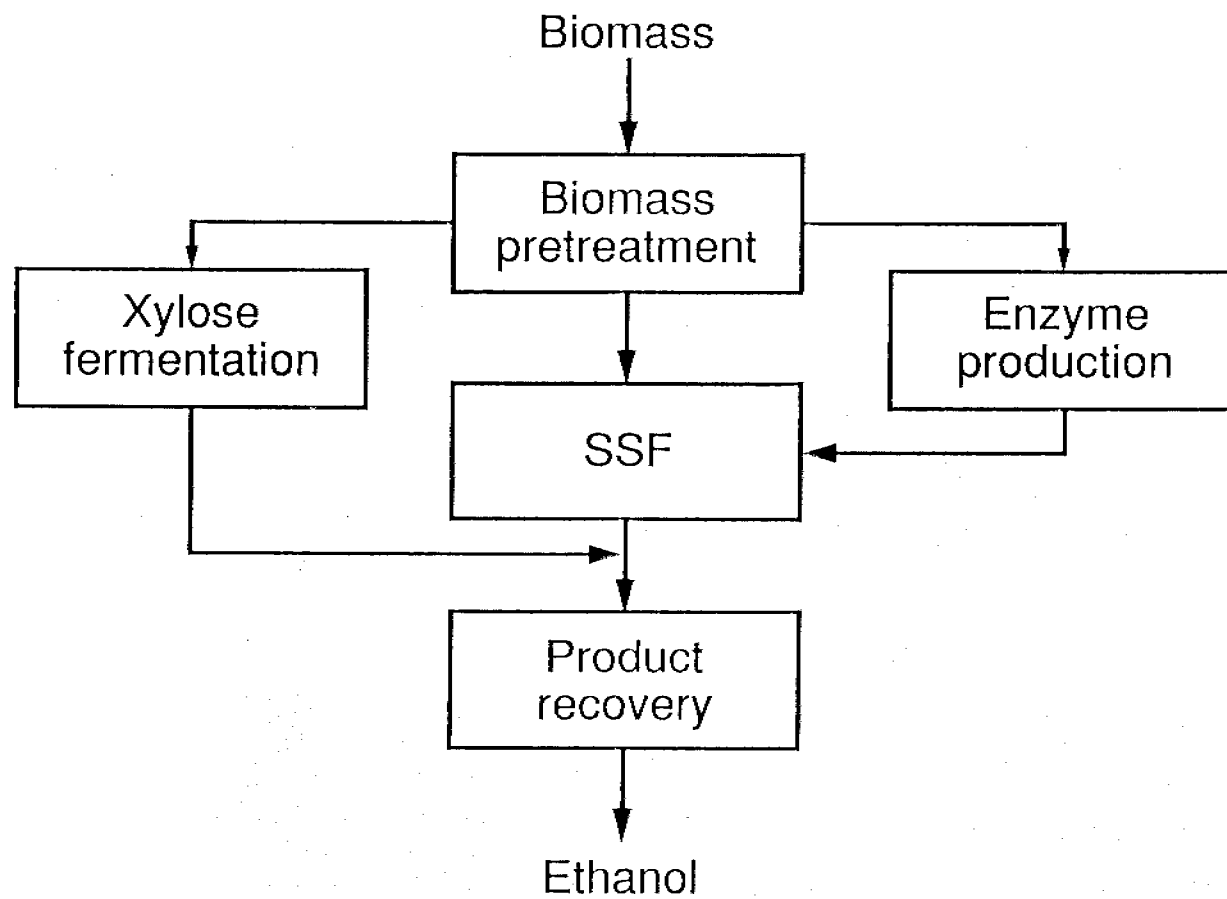 Biomass
Biomass
pretreatment
Xylose
fermentation
Enzyme
production
SSF
Product
recovery
Ethanol